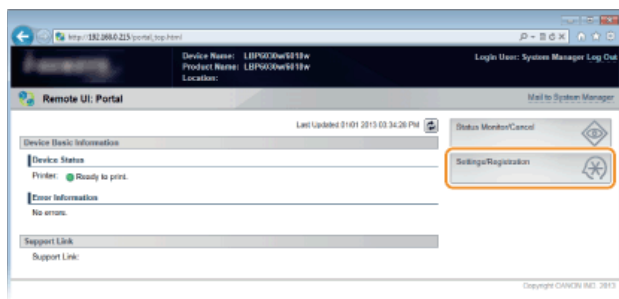 http://192.168.0.215/portal_top.html
Device Name: LBP6030w/6018w
Login User: System Manager Log Out
Product Name: LBP6030w/6018w
Location:
Remote UI: Portal
Mail to System Manager
Last Updated 01/01 2015 03:34:28 PM
Status Monitor/Cancel
Device Basic Information
Device Status
Settings/Registration
Printer: Ready to print.
Error Information
No errors.
Support Link
Support Link:
Copyright CANON INC. 2013